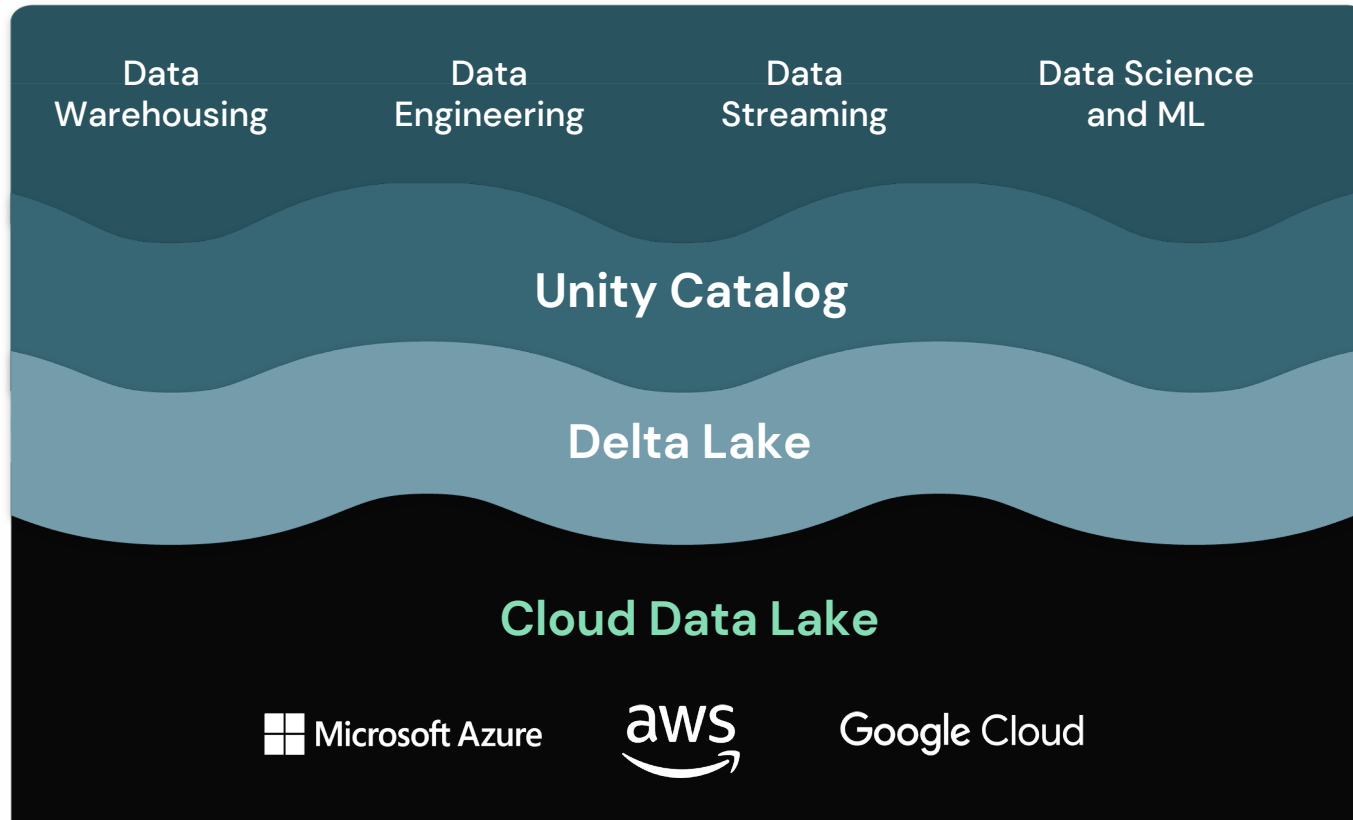 Data
Warehousing
Data
Engineering
Data
Streaming
Data Science
and ML
Unity Catalog
Delta Lake
Cloud Data Lake
Microsoft Azure
aws
Google Cloud